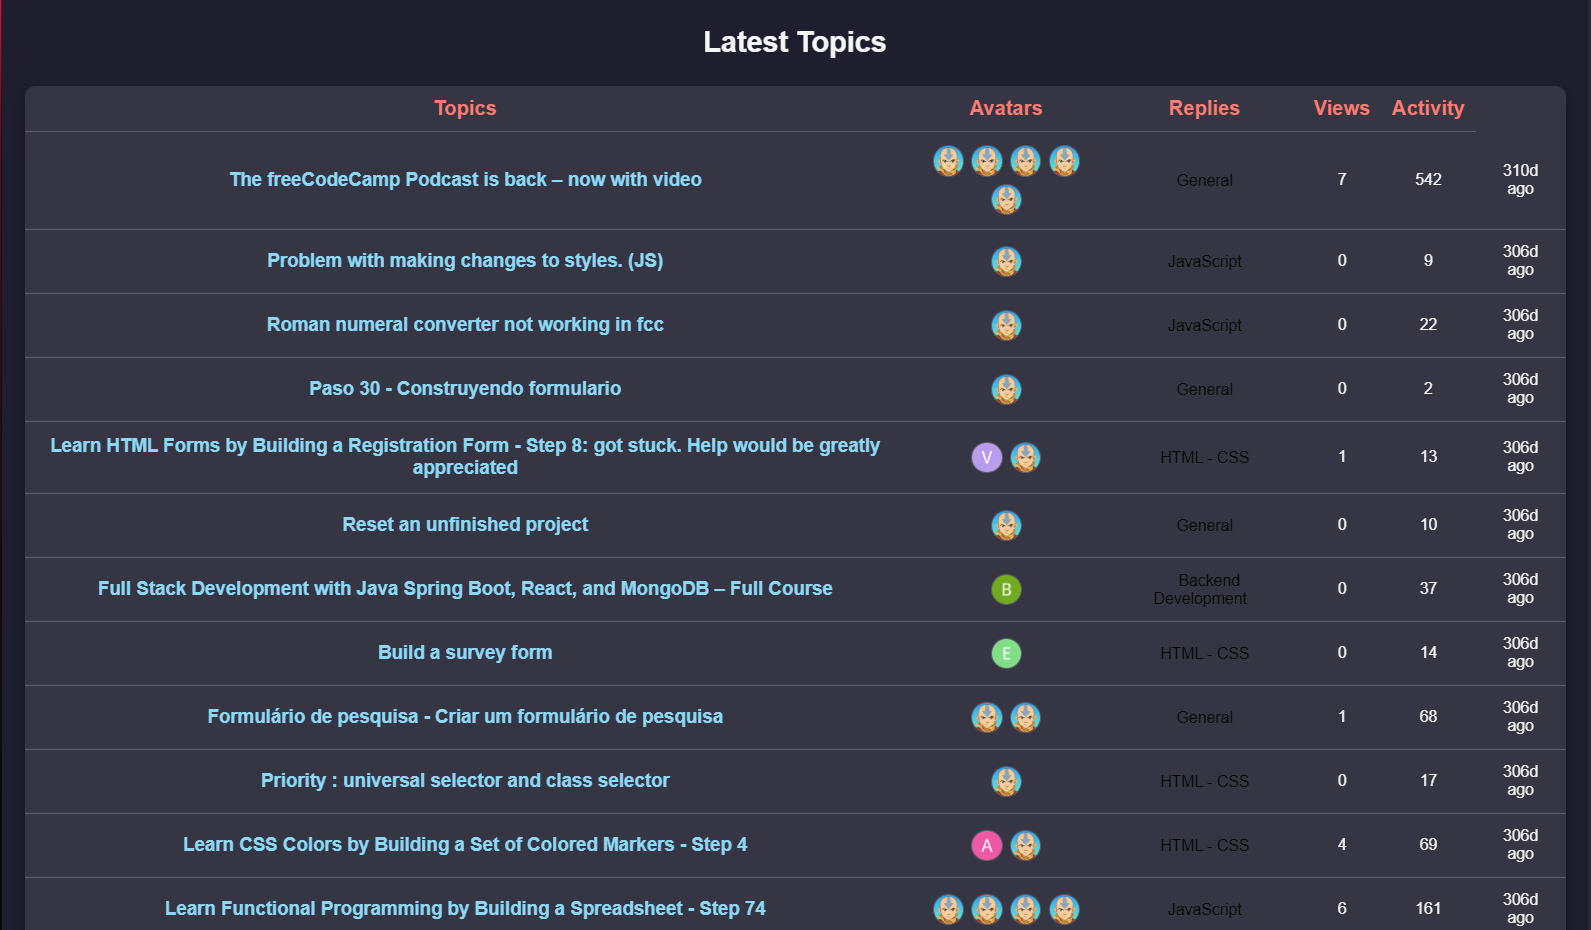 Latest Topics
Topics Avatars Replies Views Activity
The freeCodeCamp Podcast is back – now with video General 7 542 310d
ago
Problem with making changes to styles. (JS) JavaScript 0 9 306d
ago
Roman numeral converter not working in fcc JavaScript 0 22 306d
ago
Paso 30 - Construyendo formulario General 0 2 306d
ago
Learn HTML Forms by Building a Registration Form - Step 8: got stuck. Help would be greatly
appreciated V HTML - CSS 1 13 306d
ago
Reset an unfinished project General 0 10 306d
ago
Full Stack Development with Java Spring Boot, React, and MongoDB – Full Course B Backend
Development 0 37 306d
ago
Build a survey form E HTML - CSS 0 14 306d
ago
Formulário de pesquisa - Criar um formulário de pesquisa General 1 68 306d
ago
Priority : universal selector and class selector HTML - CSS 0 17 306d
ago
Learn CSS Colors by Building a Set of Colored Markers - Step 4 A HTML - CSS 4 69 306d
ago
Learn Functional Programming by Building a Spreadsheet - Step 74 JavaScript 6 161 306d
ago